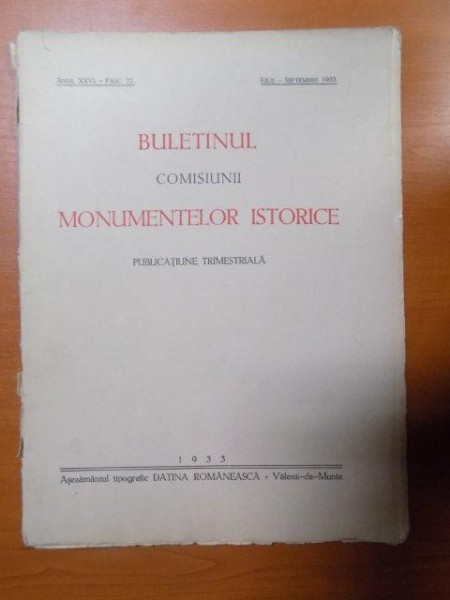 ANUL XXVI. – FASC. 77. IULIE – SEPTEMBRE 1933.
BULETINUL
COMISIUNII
MONUMENTELOR ISTORICE
PUBLICAȚIUNE TRIMESTRIALĂ
1933
Așezământul tipografic DATINA ROMÂNEASCĂ - Vălenii-de-Munte